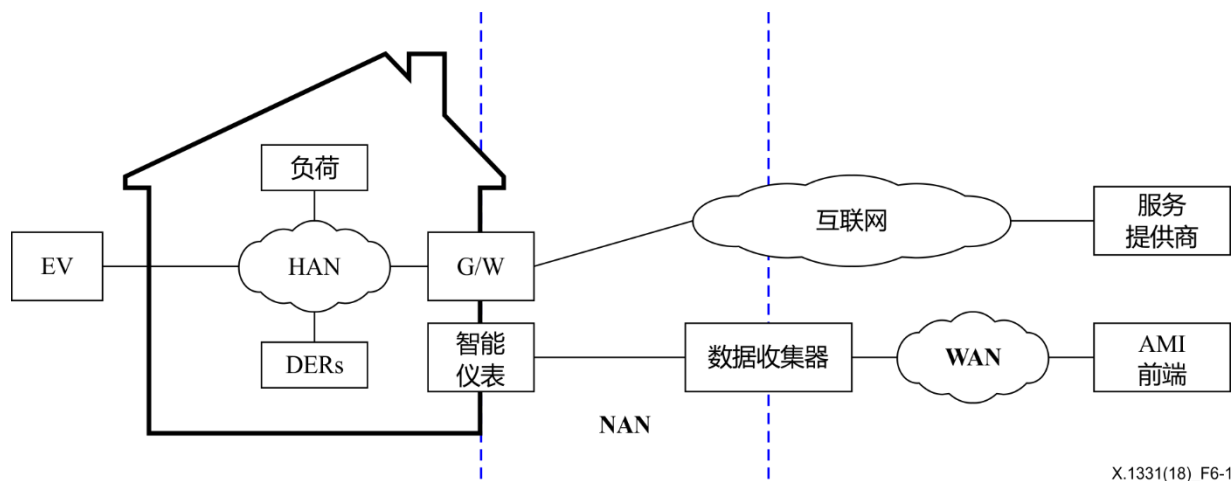 负荷
EV
HAN
G/W
DERs
智能
仪表
互联网
服务
提供商
数据收集器
WAN
AMI
前端
NAN
X.1331(18)_F6-1